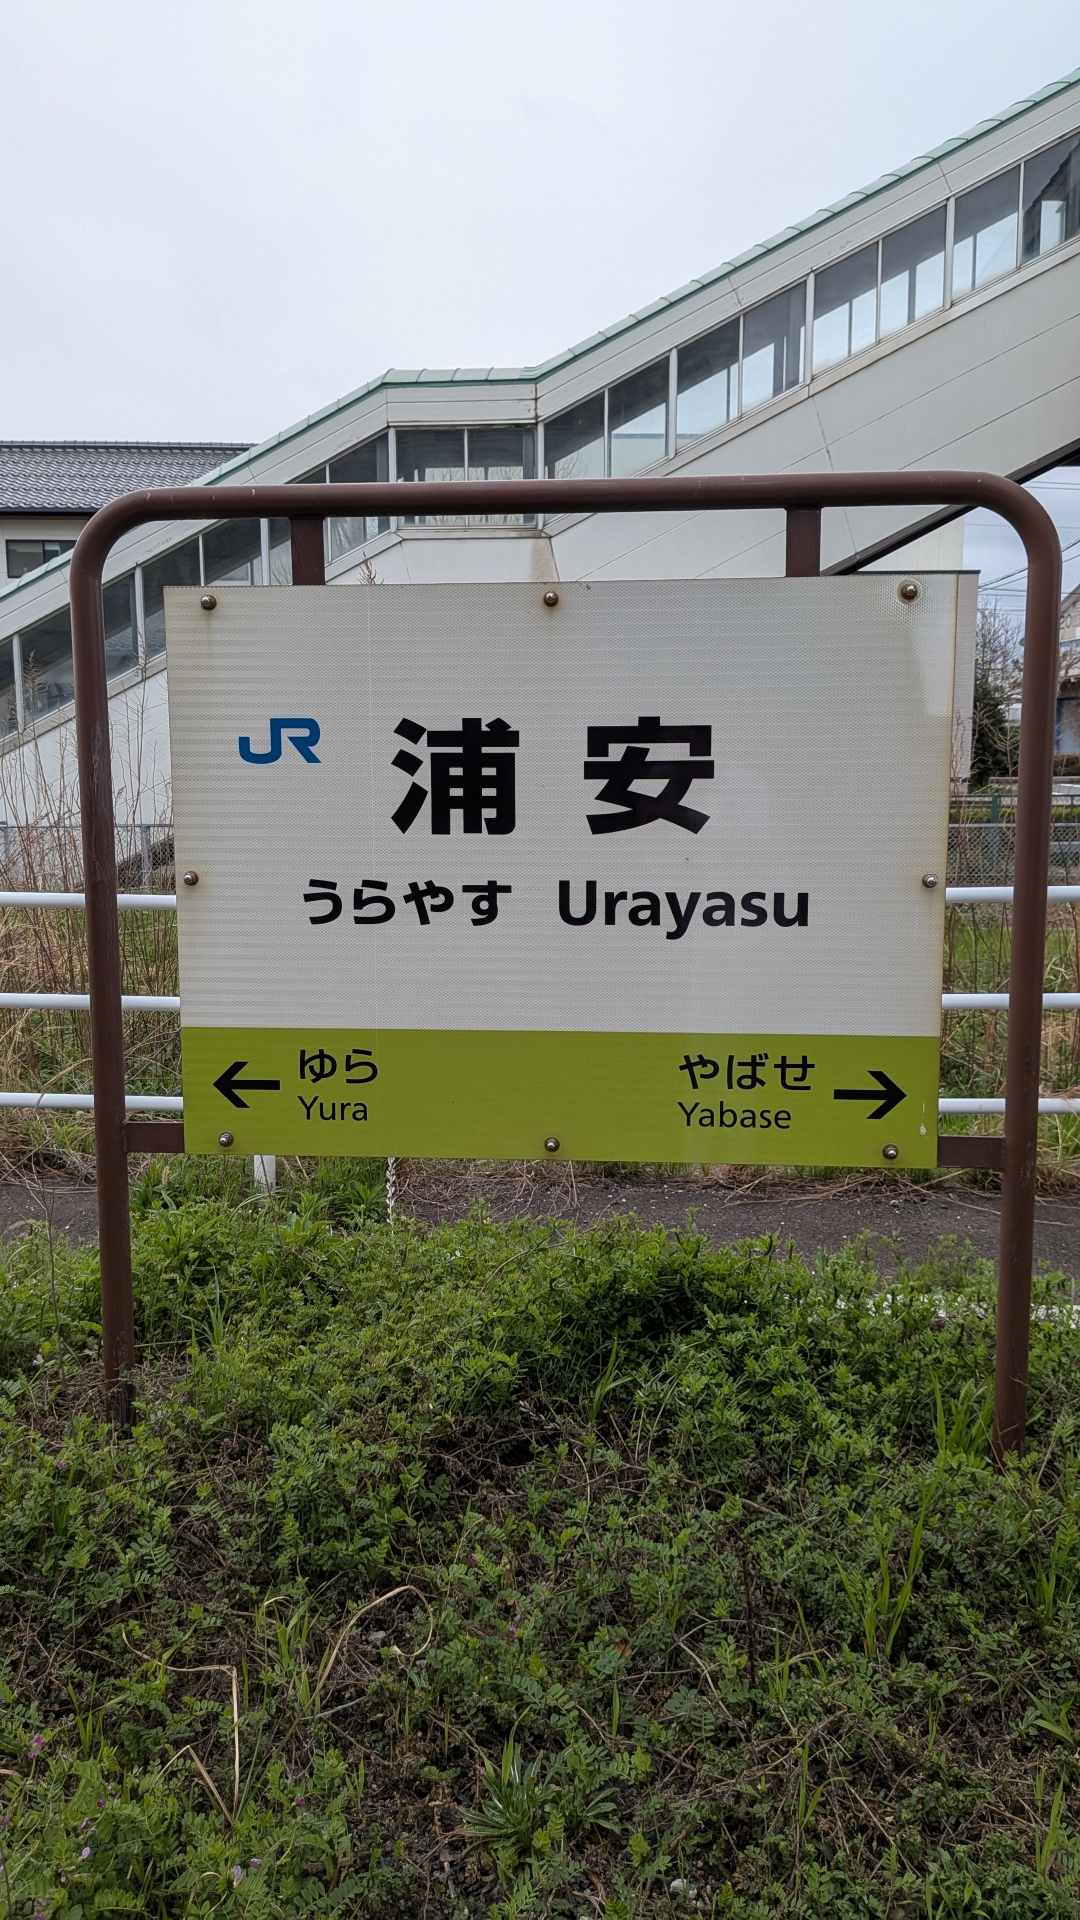 JR 浦安
うらやす Urayasu
← ゆら やばせ →
Yura Yabase